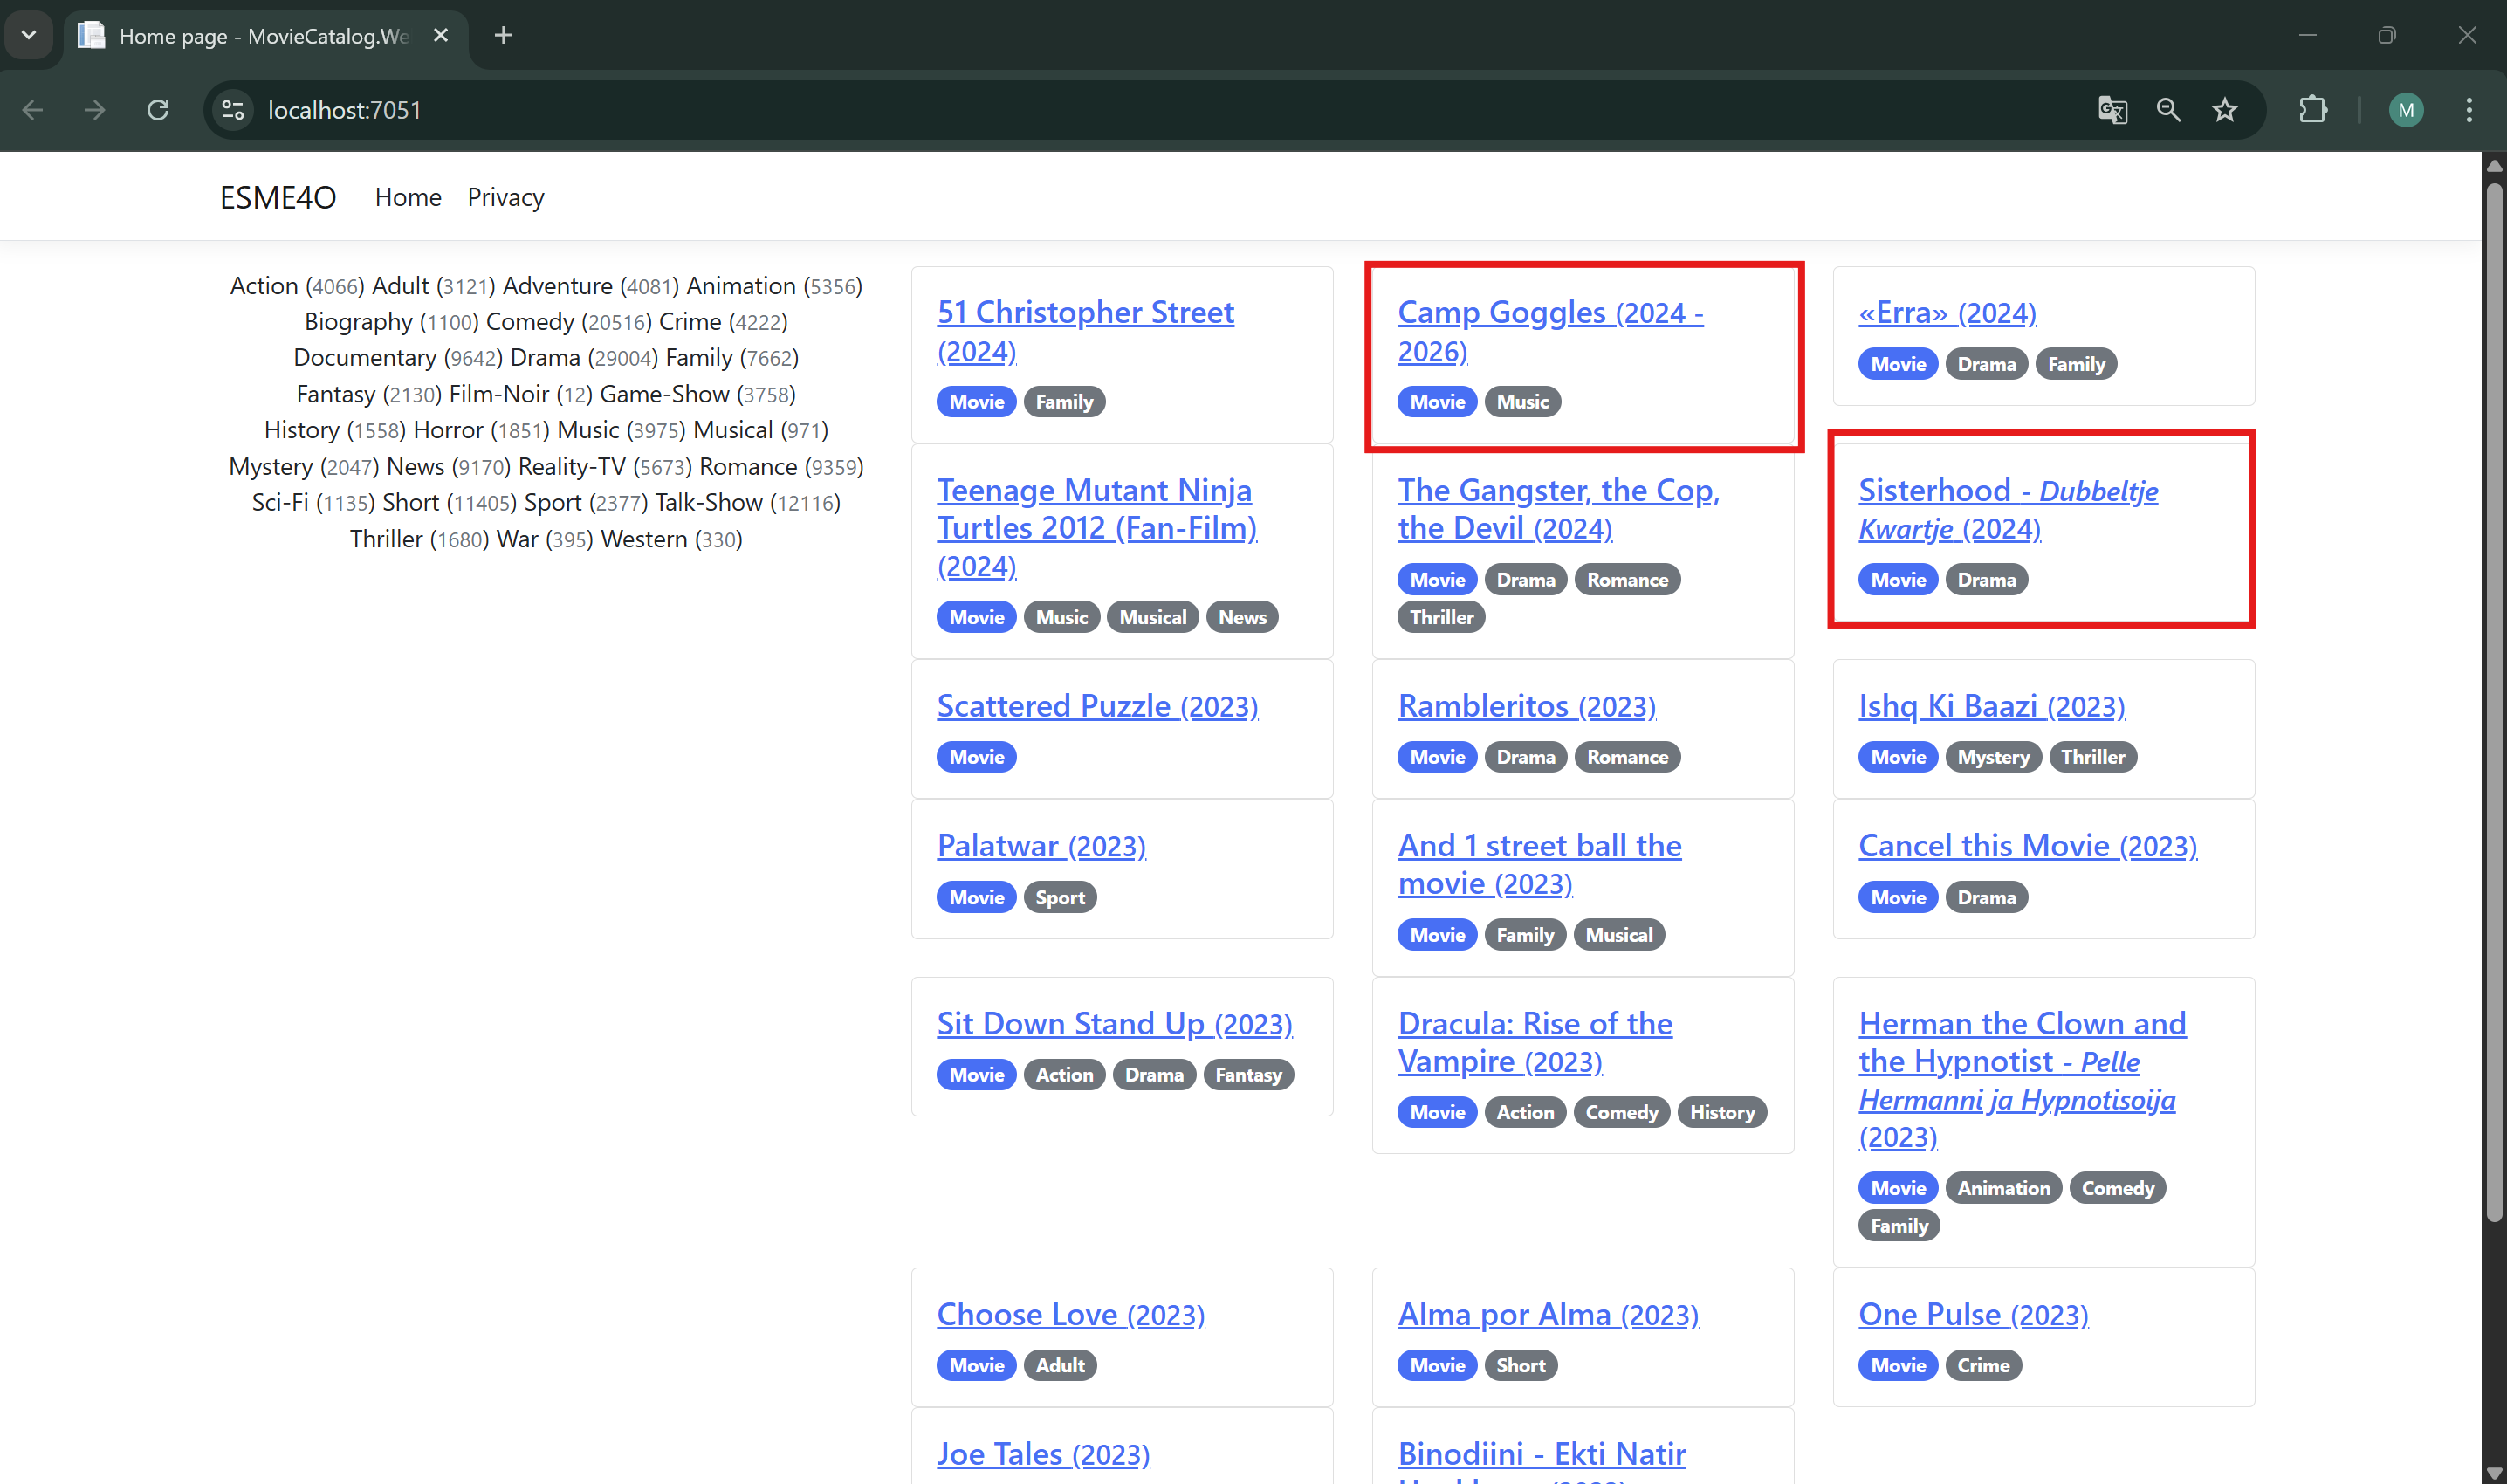 Home page - MovieCatalog.We
localhost:7051
M
ESME4O Home Privacy
Action (4066) Adult (3121) Adventure (4081) Animation (5356)
Biography (1100) Comedy (20516) Crime (4222)
Documentary (9642) Drama (29004) Family (7662)
Fantasy (2130) Film-Noir (12) Game-Show (3758)
History (1558) Horror (1851) Music (3975) Musical (971)
Mystery (2047) News (9170) Reality-TV (5673) Romance (9359)
Sci-Fi (1135) Short (11405) Sport (2377) Talk-Show (12116)
Thriller (1680) War (395) Western (330)
51 Christopher Street
(2024)
Movie Family
Camp Goggles (2024 -
2026)
Movie Music
«Erra» (2024)
Movie Drama Family
Teenage Mutant Ninja
Turtles 2012 (Fan-Film)
(2024)
Movie Music Musical News
The Gangster, the Cop,
the Devil (2024)
Movie Drama Romance
Thriller
Sisterhood - Dubbeltje
Kwartje (2024)
Movie Drama
Scattered Puzzle (2023)
Movie
Rambleritos (2023)
Movie Drama Romance
Ishq Ki Baazi (2023)
Movie Mystery Thriller
Palatwar (2023)
Movie Sport
And 1 street ball the
movie (2023)
Movie Family Musical
Cancel this Movie (2023)
Movie Drama
Sit Down Stand Up (2023)
Movie Action Drama Fantasy
Dracula: Rise of the
Vampire (2023)
Movie Action Comedy History
Herman the Clown and
the Hypnotist - Pelle
Hermanni ja Hypnotisoija
(2023)
Movie Animation Comedy
Family
Choose Love (2023)
Movie Adult
Alma por Alma (2023)
Movie Short
One Pulse (2023)
Movie Crime
Joe Tales (2023)
Binodiini - Ekti Natir